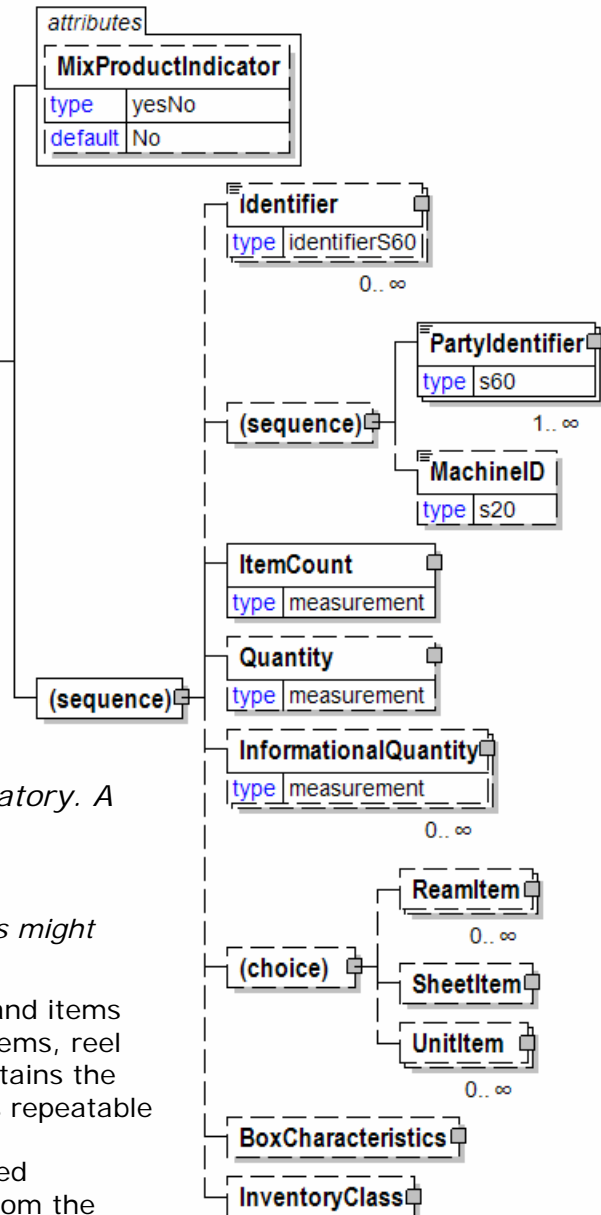 attributes
MixProductIndicator
type yesNo
default No
Identifier
type identifierS60
0.. ∞
(sequence)
PartyIdentifier
type s60
1.. ∞
MachineID
type s20
ItemCount
type measurement
Quantity
type measurement
(sequence)
InformationalQuantity
type measurement
0.. ∞
atory. A
s might
and items
tems, reel
tains the
repeatable
ed
om the
(choice)
ReamItem
0.. ∞
SheetItem
UnitItem
0.. ∞
BoxCharacteristics
InventoryClass